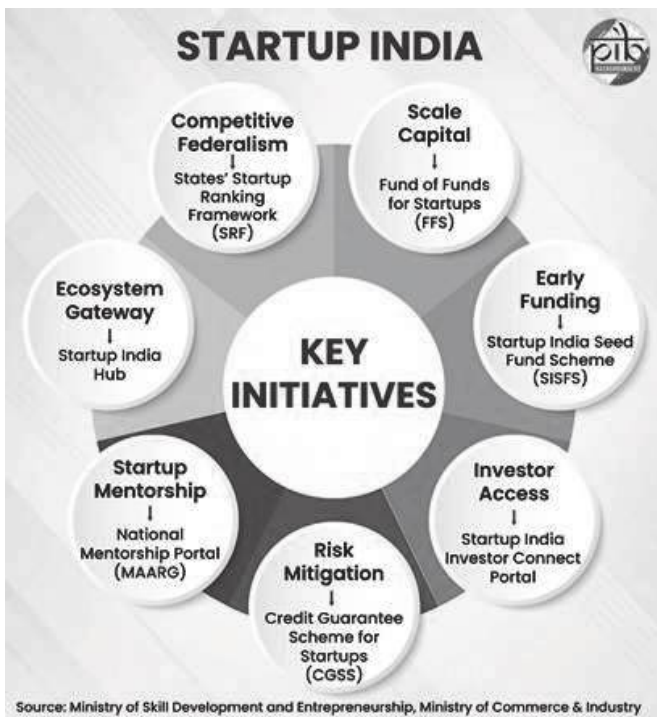 STARTUP INDIA
pib
Competitive
Federalism
↓
States' Startup
Ranking
Framework
(SRF)
Scale
Capital
↓
Fund of Funds
for Startups
(FFS)
Early
Funding
↓
Startup India Seed
Fund Scheme
(SISFS)
Investor
Access
↓
Startup India
Investor Connect
Portal
Risk
Mitigation
↓
Credit Guarantee
Scheme for
Startups
(CGSS)
Startup
Mentorship
↓
National
Mentorship Portal
(MAARG)
Ecosystem
Gateway
↓
Startup India
Hub
KEY
INITIATIVES
Source: Ministry of Skill Development and Entrepreneurship, Ministry of Commerce & Industry